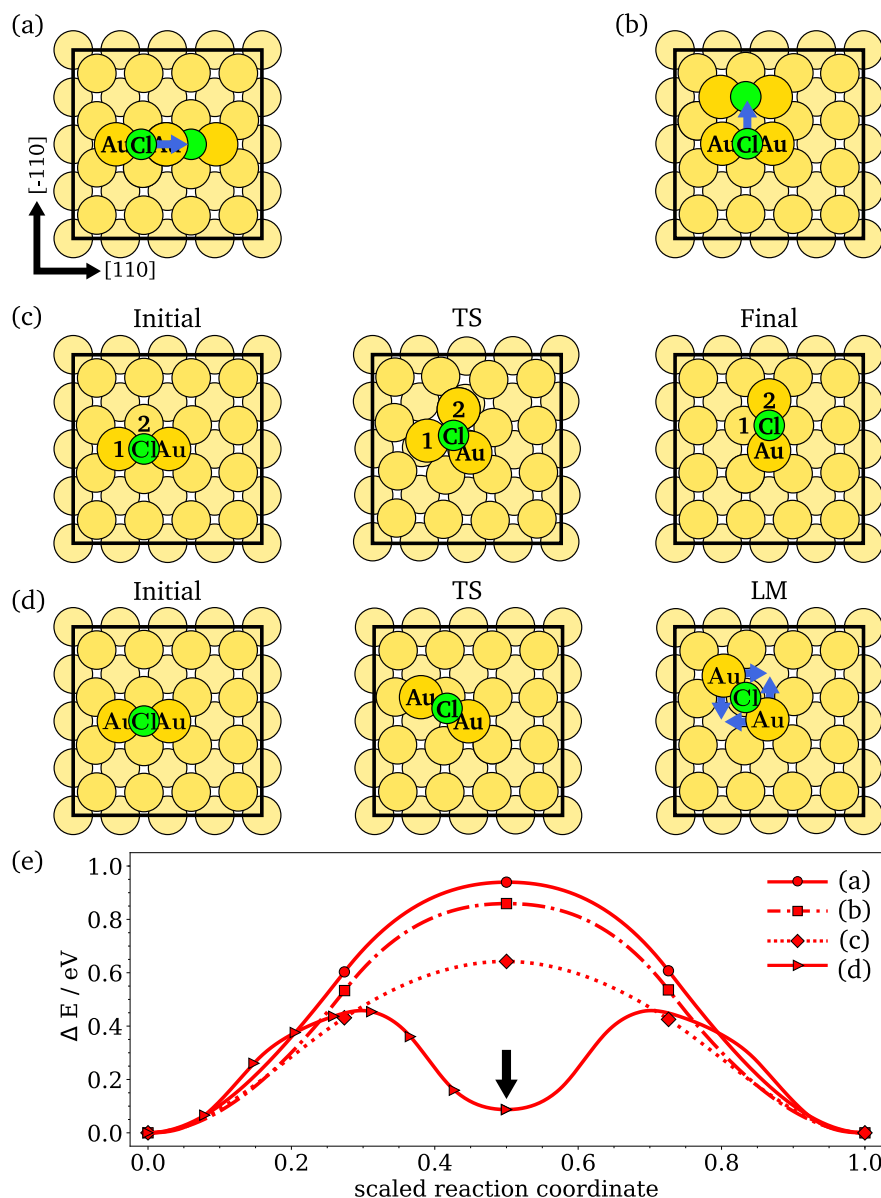 (a)
(b)
Au Cl Au
Au Cl Au
[-110]
[110]
(c)
Initial
TS
Final
2
1 Cl Au
2
1 Cl
Au
2
1 Cl
Au
(d)
Initial
TS
LM
Au Cl Au
Au
Cl
Au
Au
Cl
Au
(e)
1.0
0.8
0.6
0.4
0.2
0.0
Δ E / eV
(a)
(b)
(c)
(d)
0.0 0.2 0.4 0.6 0.8 1.0
scaled reaction coordinate